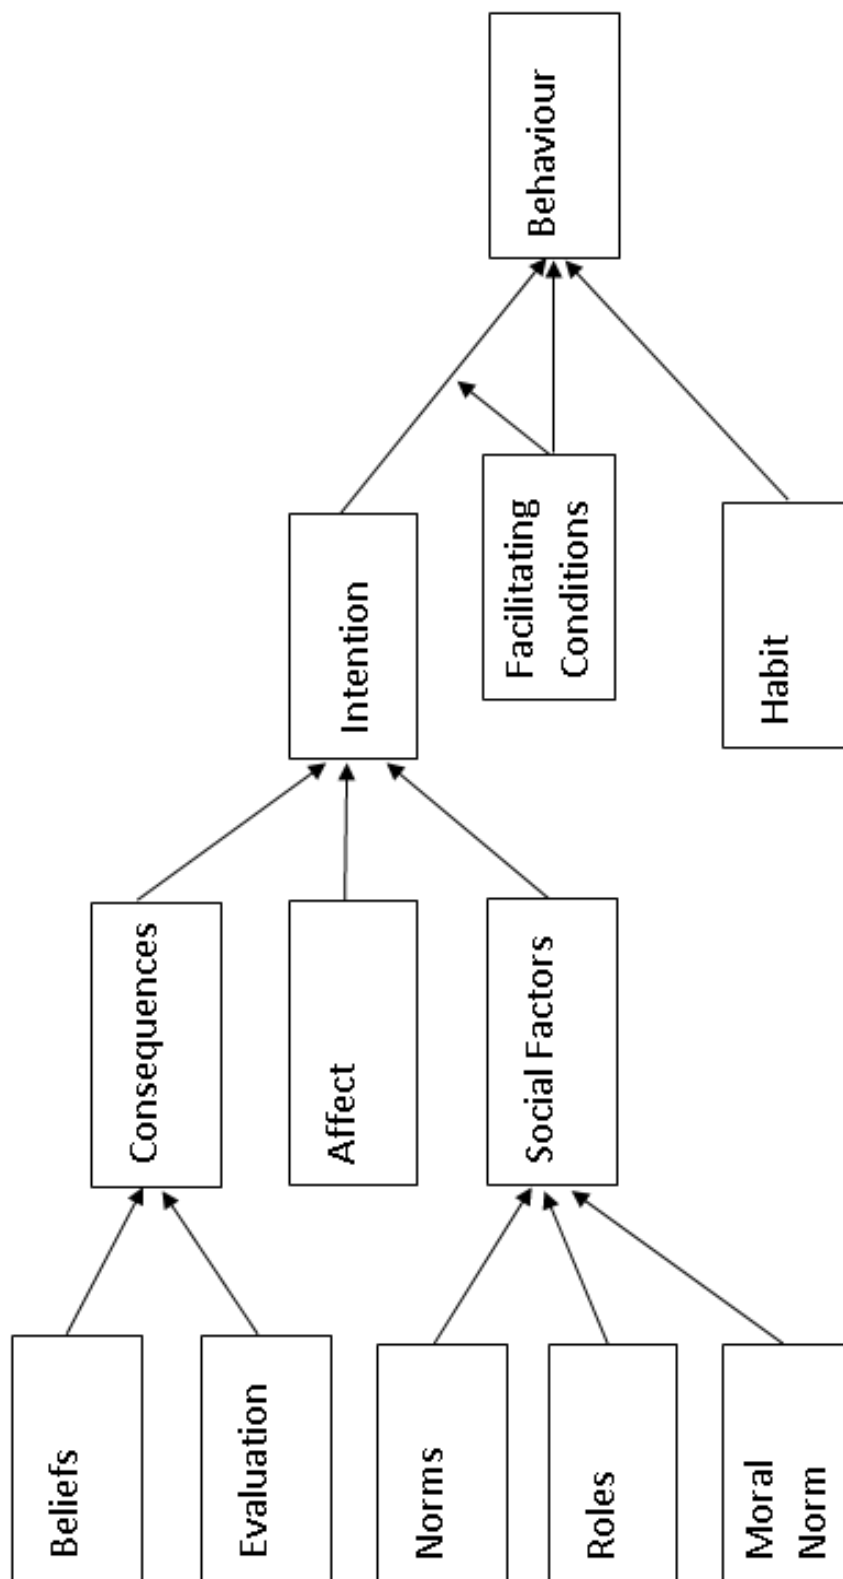 Beliefs
Evaluation
Norms
Roles
Moral
Norm
Consequences
Affect
Social Factors
Intention
Facilitating
Conditions
Habit
Behaviour